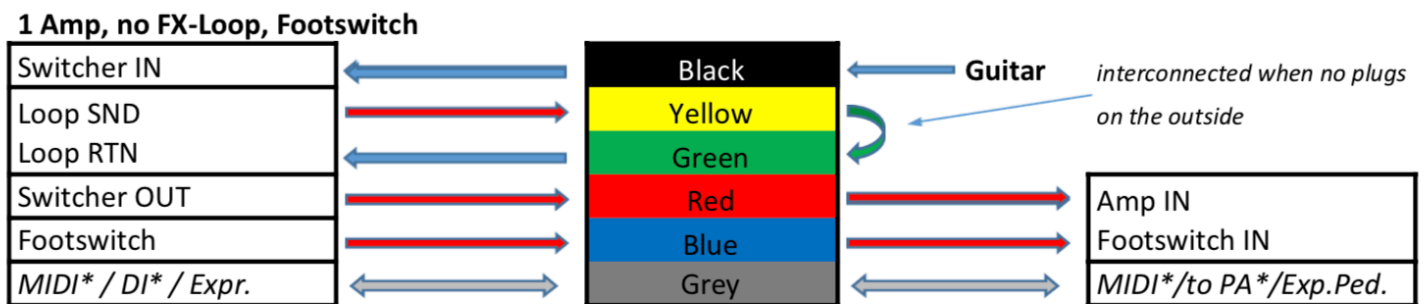 1 Amp, no FX-Loop, Footswitch
Switcher IN
Black
Guitar
interconnected when no plugs
on the outside
Loop SND
Yellow
Loop RTN
Green
Switcher OUT
Red
Amp IN
Footswitch
Blue
Footswitch IN
MIDI* / DI* / Expr.
Grey
MIDI*/to PA*/Exp.Ped.